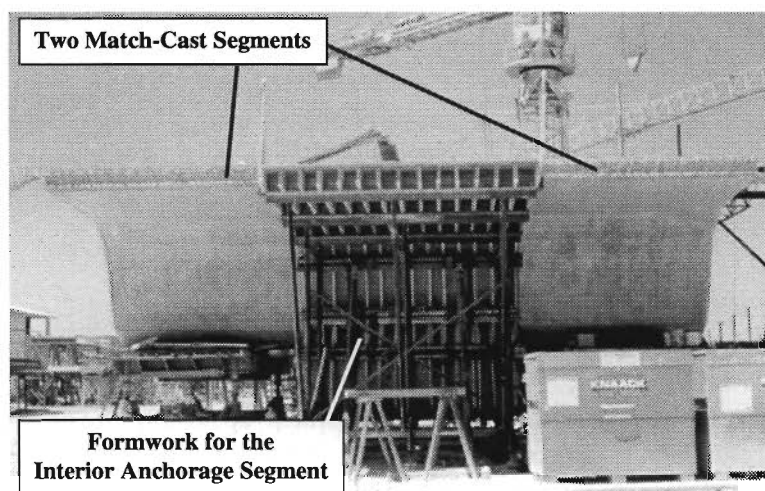 Two Match-Cast Segments
KNAACK
Formwork for the
Interior Anchorage Segment